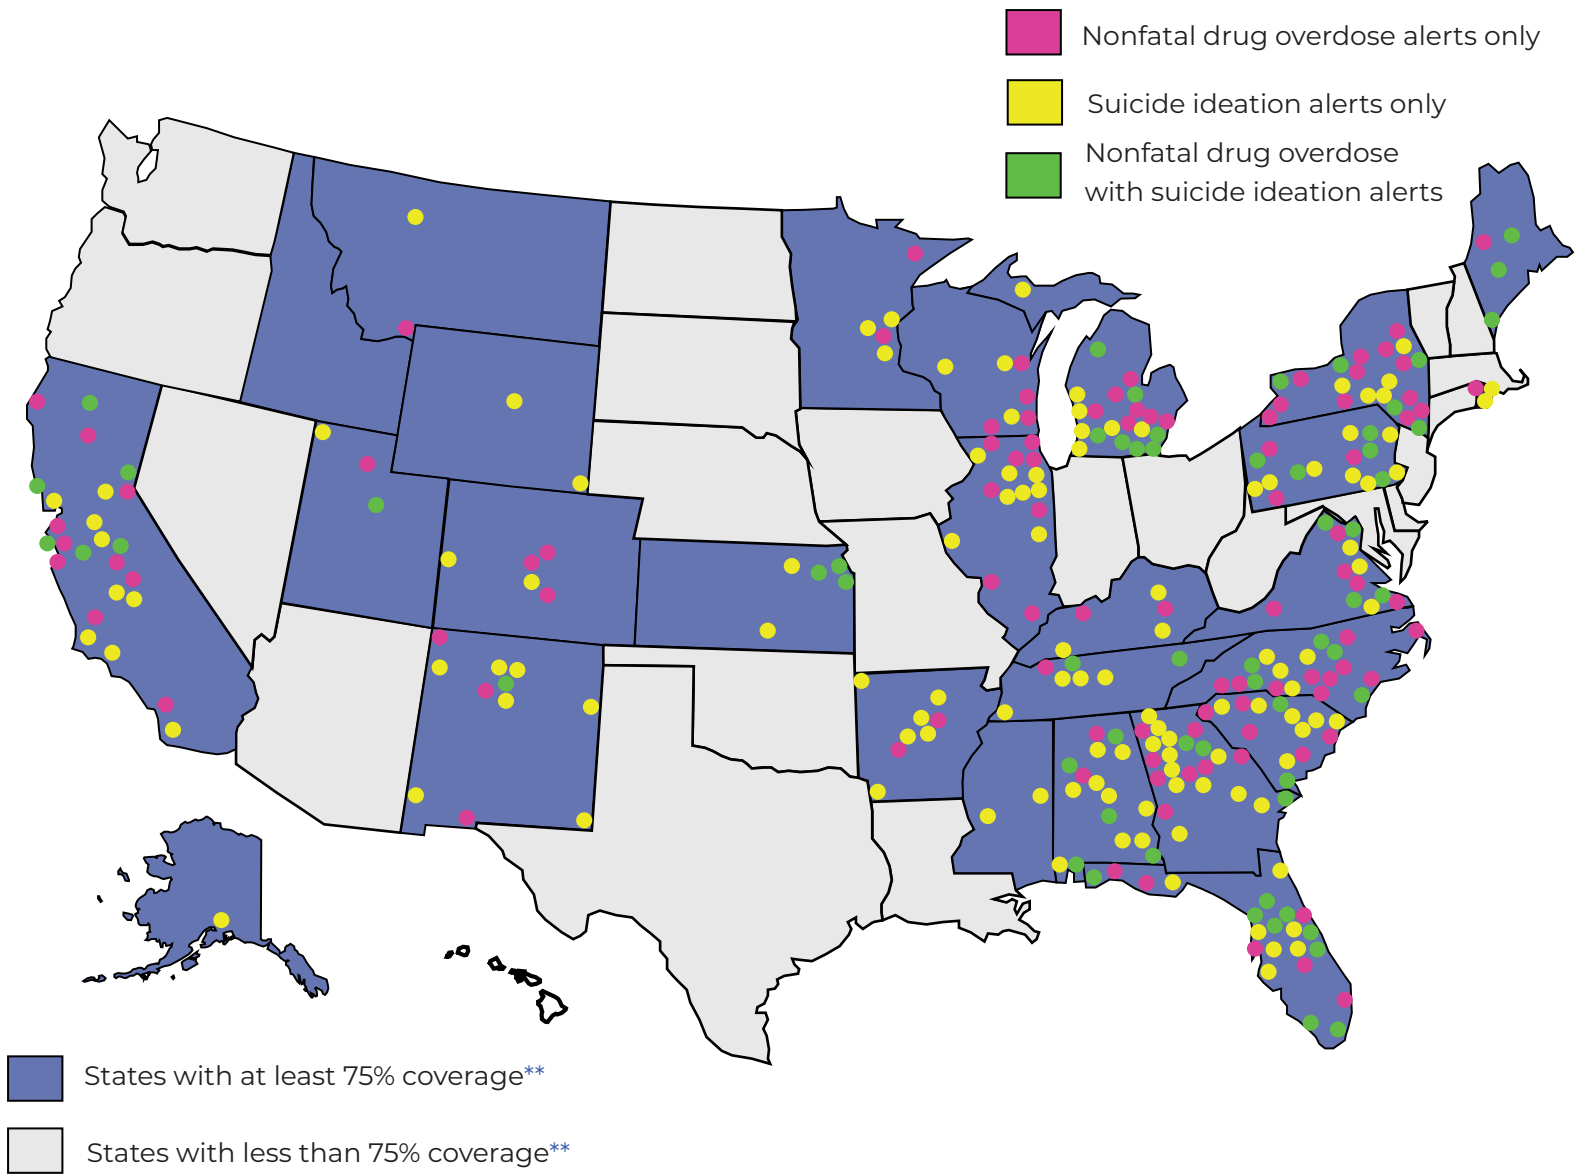 Nonfatal drug overdose alerts only
Suicide ideation alerts only
Nonfatal drug overdose
with suicide ideation alerts
States with at least 75% coverage**
States with less than 75% coverage**